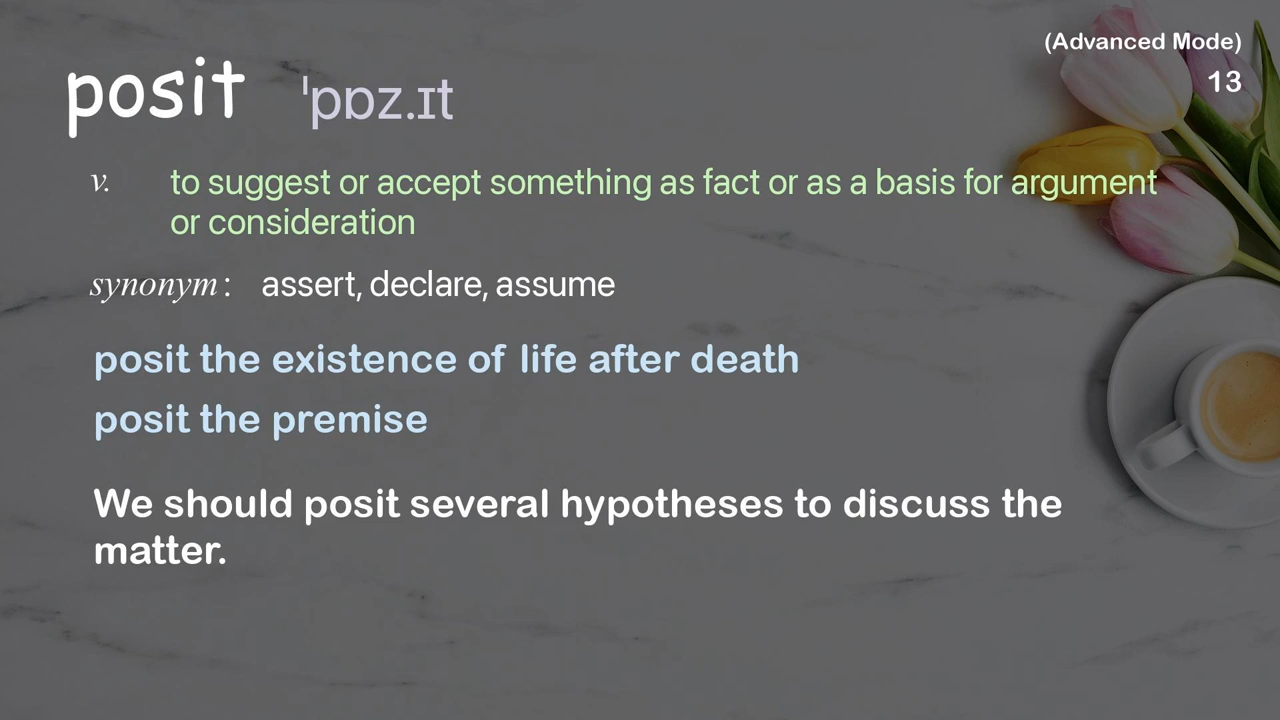 (Advanced Mode)
13
posit ˈpɒz.ɪt
v. to suggest or accept something as fact or as a basis for argument
or consideration
synonym: assert, declare, assume
posit the existence of life after death
posit the premise
We should posit several hypotheses to discuss the
matter.